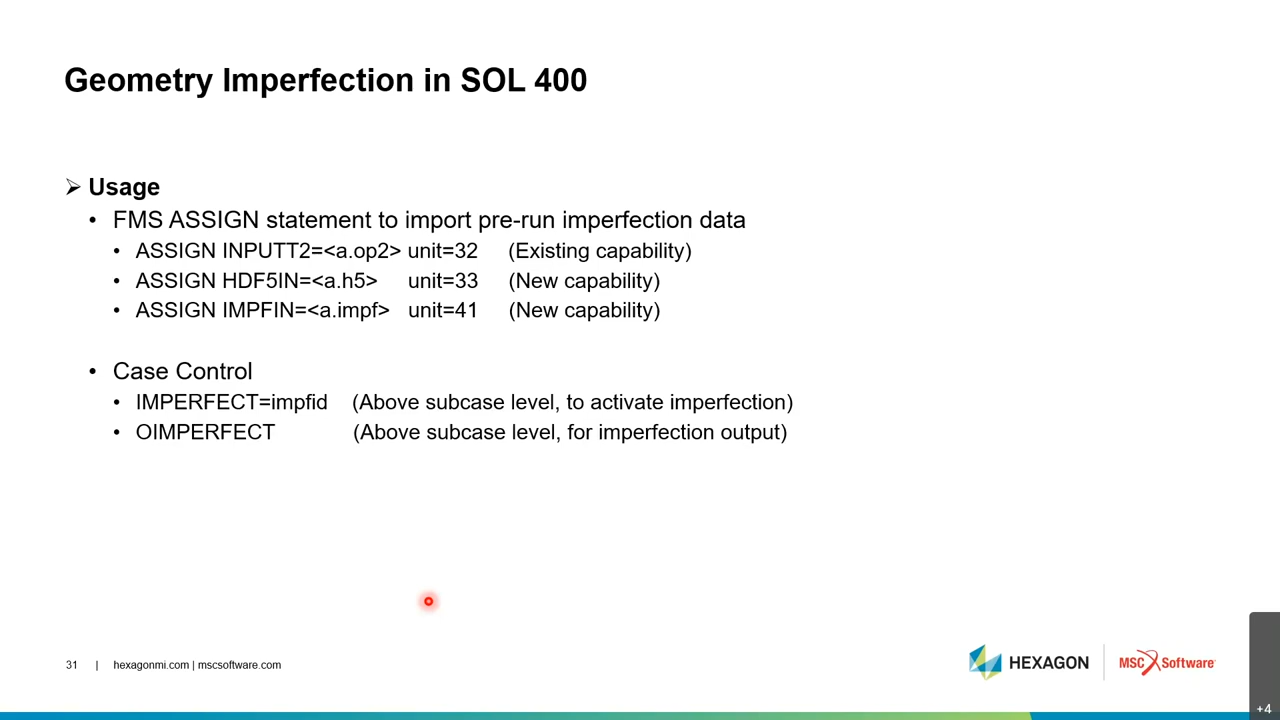 Geometry Imperfection in SOL 400
➢ Usage
• FMS ASSIGN statement to import pre-run imperfection data
• ASSIGN INPUTT2=<a.op2> unit=32 (Existing capability)
• ASSIGN HDF5IN=<a.h5> unit=33 (New capability)
• ASSIGN IMPFIN=<a.impf> unit=41 (New capability)
• Case Control
• IMPERFECT=impfid (Above subcase level, to activate imperfection)
• OIMPERFECT (Above subcase level, for imperfection output)
31 | hexagonmi.com | mscsoftware.com
HEXAGON
MSC Software
+4